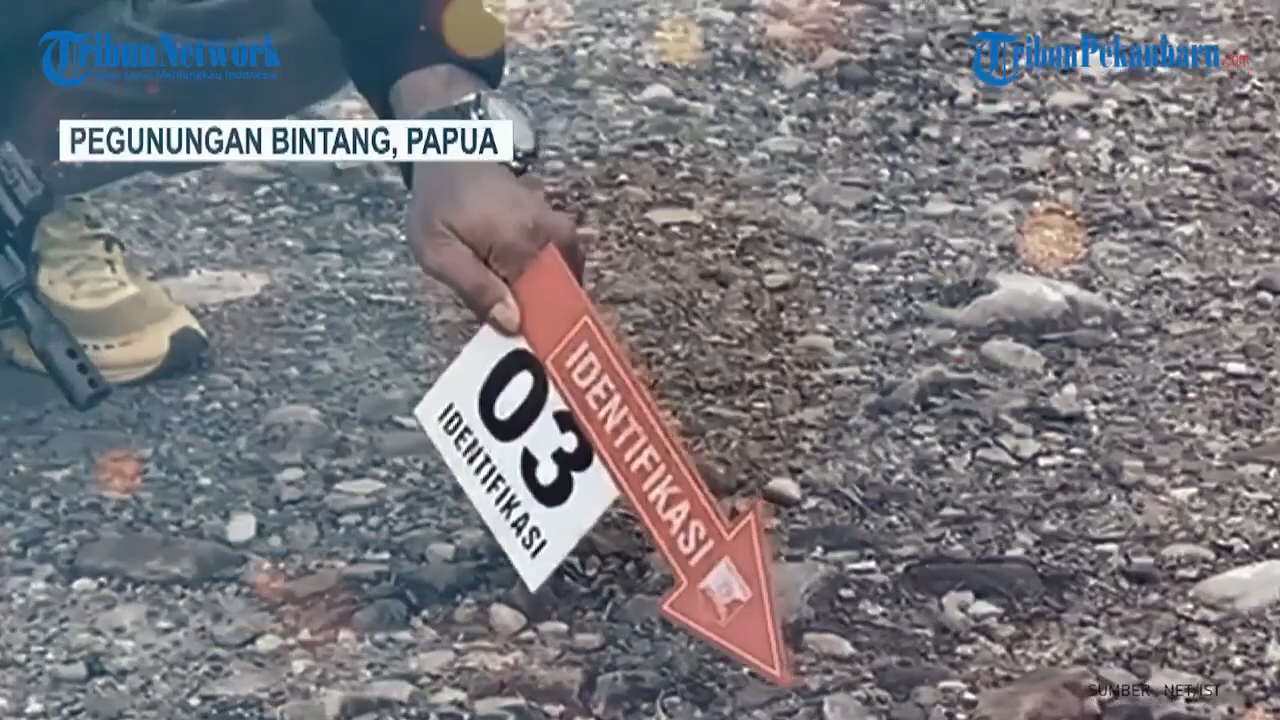 TribunNetwork
TribunPekanbaru.com
PEGUNUNGAN BINTANG, PAPUA
IDENTIFIKASI
03
IDENTIFIKASI
SUMBER : NET/IST